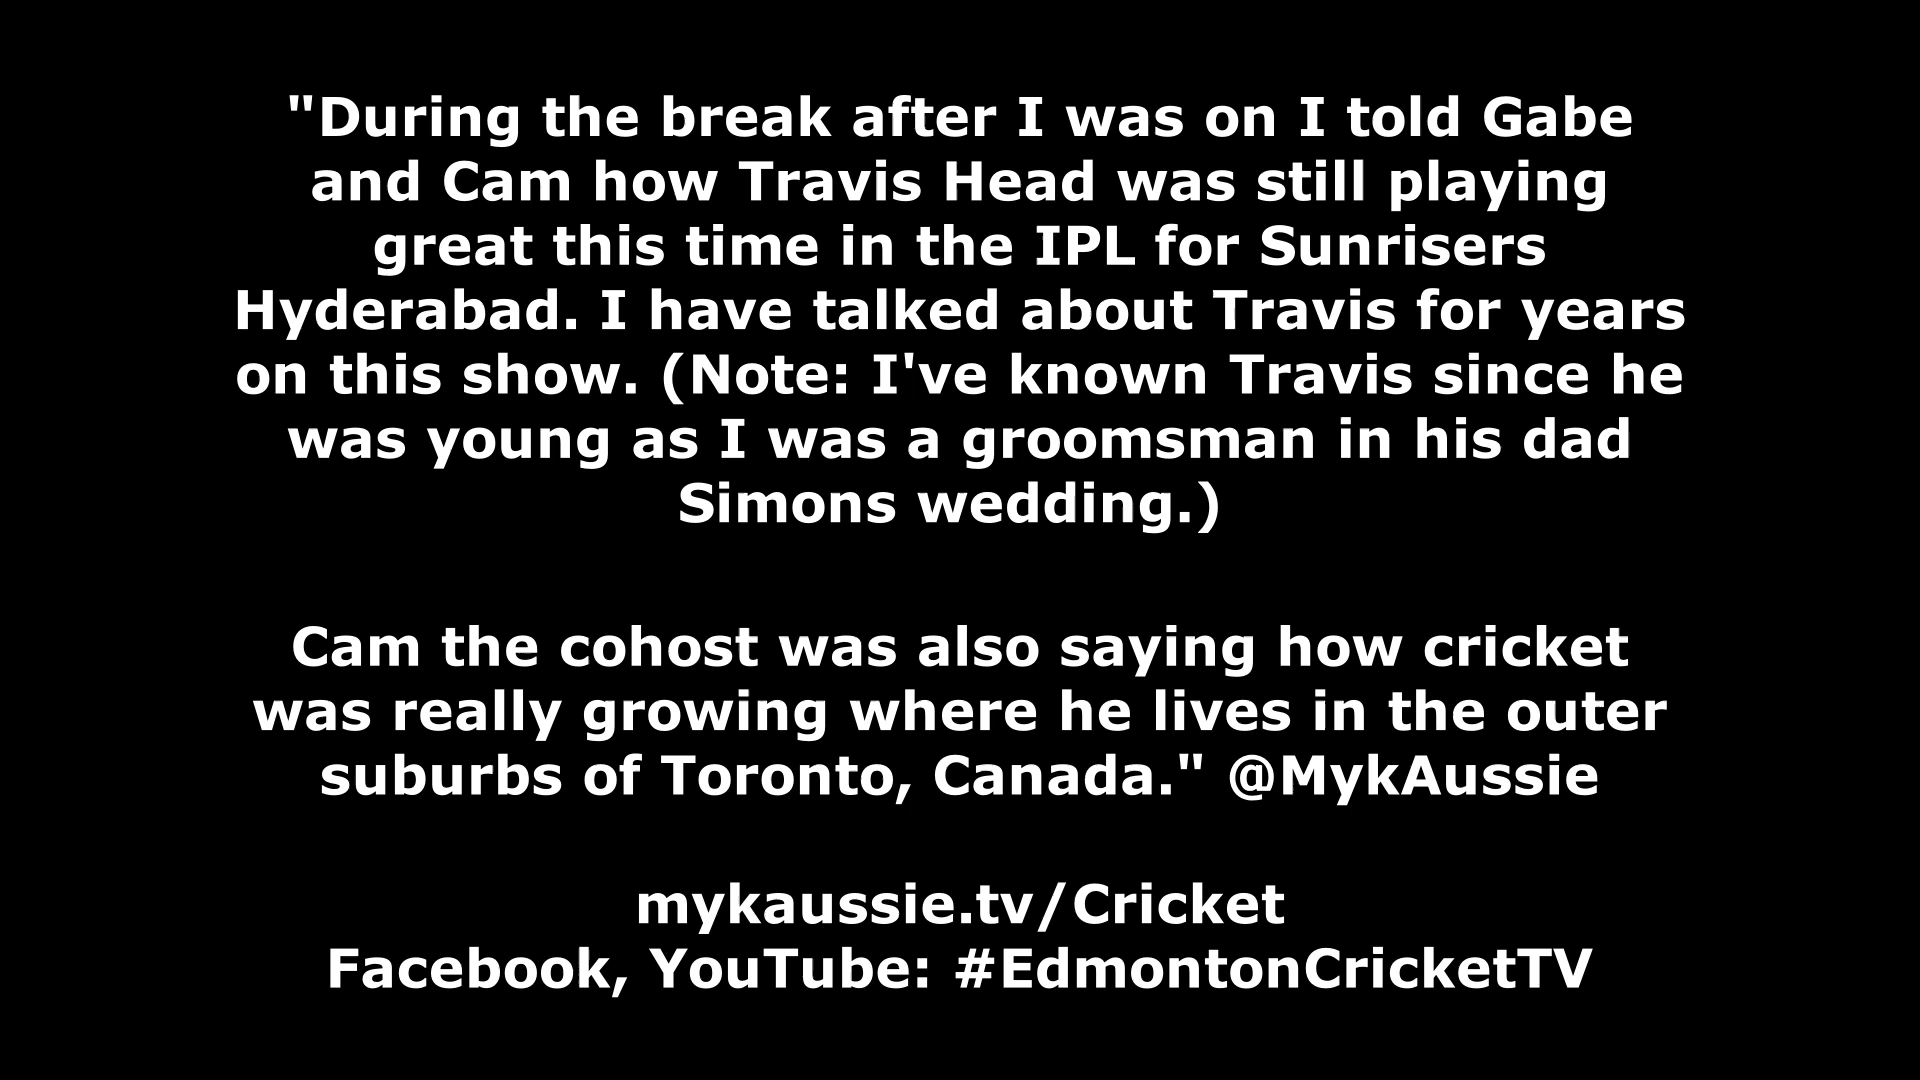 "During the break after I was on I told Gabe
and Cam how Travis Head was still playing
great this time in the IPL for Sunrisers
Hyderabad. I have talked about Travis for years
on this show. (Note: I've known Travis since he
was young as I was a groomsman in his dad
Simons wedding.)
Cam the cohost was also saying how cricket
was really growing where he lives in the outer
suburbs of Toronto, Canada." @MykAussie
mykaussie.tv/Cricket
Facebook, YouTube: #EdmontonCricketTV